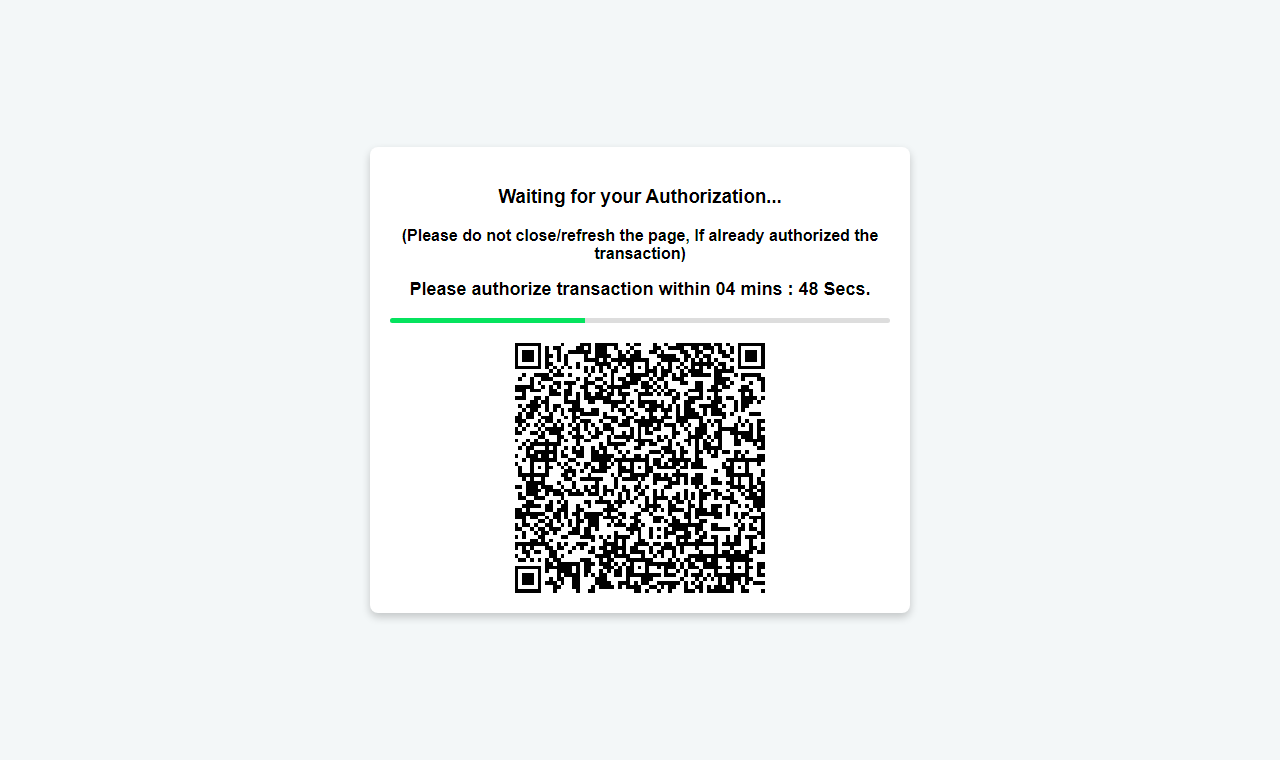 Waiting for your Authorization...
(Please do not close/refresh the page, If already authorized the
transaction)
Please authorize transaction within 04 mins : 48 Secs.